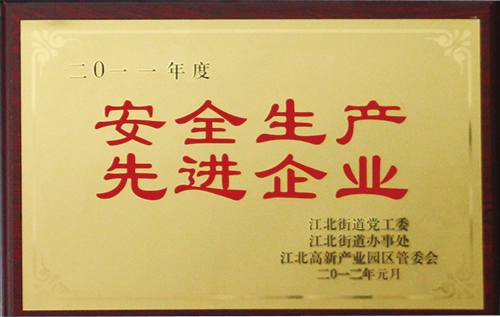 二〇一一年度
安全生产
先进企业
江北街道党工委
江北街道办事处
江北高新产业园区管委会
二〇一二年元月